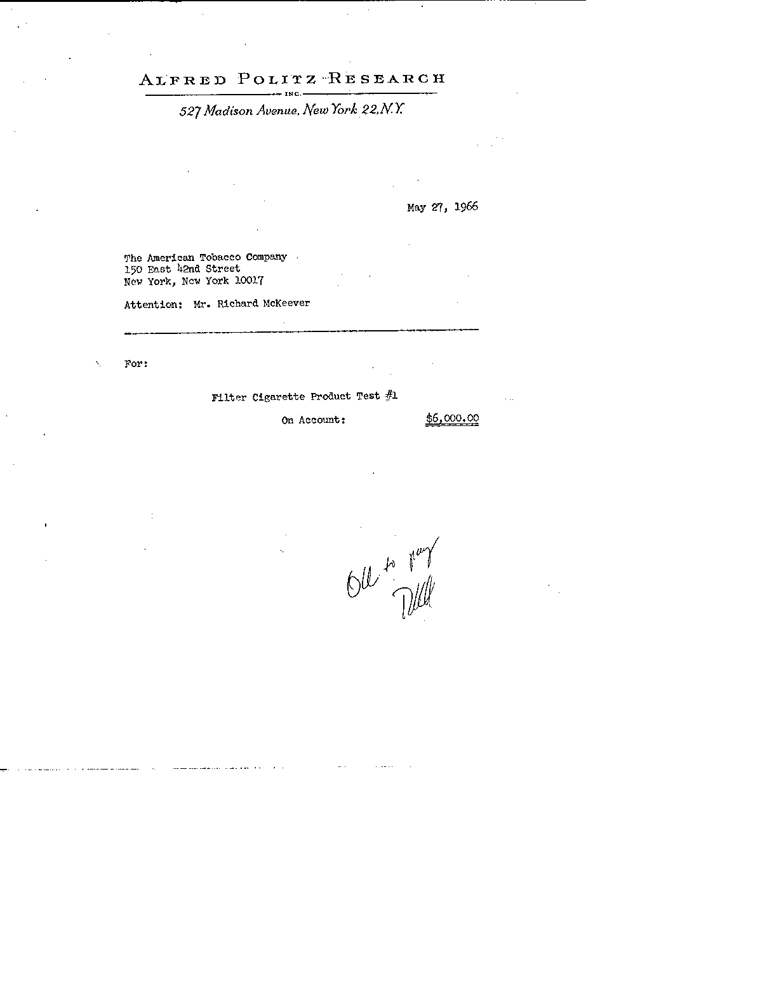 ALFRED POLITZ RESEARCH
INC.
527 Madison Avenue, New York 22, N.Y.
May 27, 1966
The American Tobacco Company
150 East 42nd Street
New York, New York 10017
Attention: Mr. Richard McKeever
For:
Filter Cigarette Product Test #1
On Account: $6,000.00
to pay